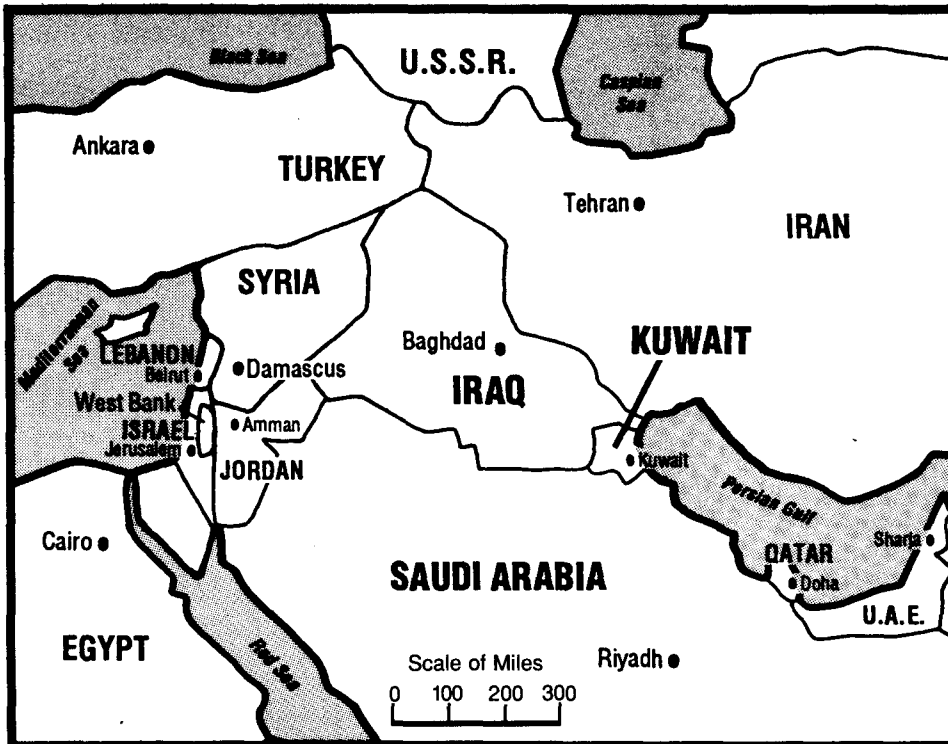 Black Sea
U.S.S.R.
Caspian
Sea
Ankara
TURKEY
Tehran
IRAN
SYRIA
Mediterranean
Sea
LEBANON
Beirut
Damascus
Baghdad
IRAQ
KUWAIT
West Bank
ISRAEL
Jerusalem
Amman
JORDAN
Kuwait
Persian Gulf
Cairo
SAUDI ARABIA
QATAR
Doha
Sharja
U.A.E.
EGYPT
Red Sea
Scale of Miles
0 100 200 300
Riyadh